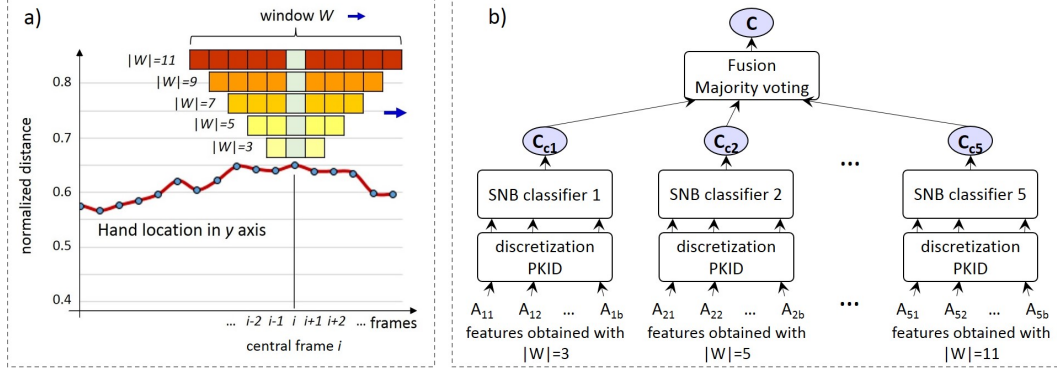 a)
window W
|W|=11
|W|=9
|W|=7
|W|=5
|W|=3
normalized distance
0.8
0.7
0.6
0.5
0.4
Hand location in y axis
... i-2 i-1 i i+1 i+2 ... frames
central frame i
b)
C
Fusion
Majority voting
Cc1 Cc2 ... Cc5
SNB classifier 1 SNB classifier 2 SNB classifier 5
discretization discretization discretization
PKID PKID PKID
A11 A12 ... A1b A21 A22 ... A2b ... A51 A52 ... A5b
features obtained with features obtained with features obtained with
|W|=3 |W|=5 |W|=11